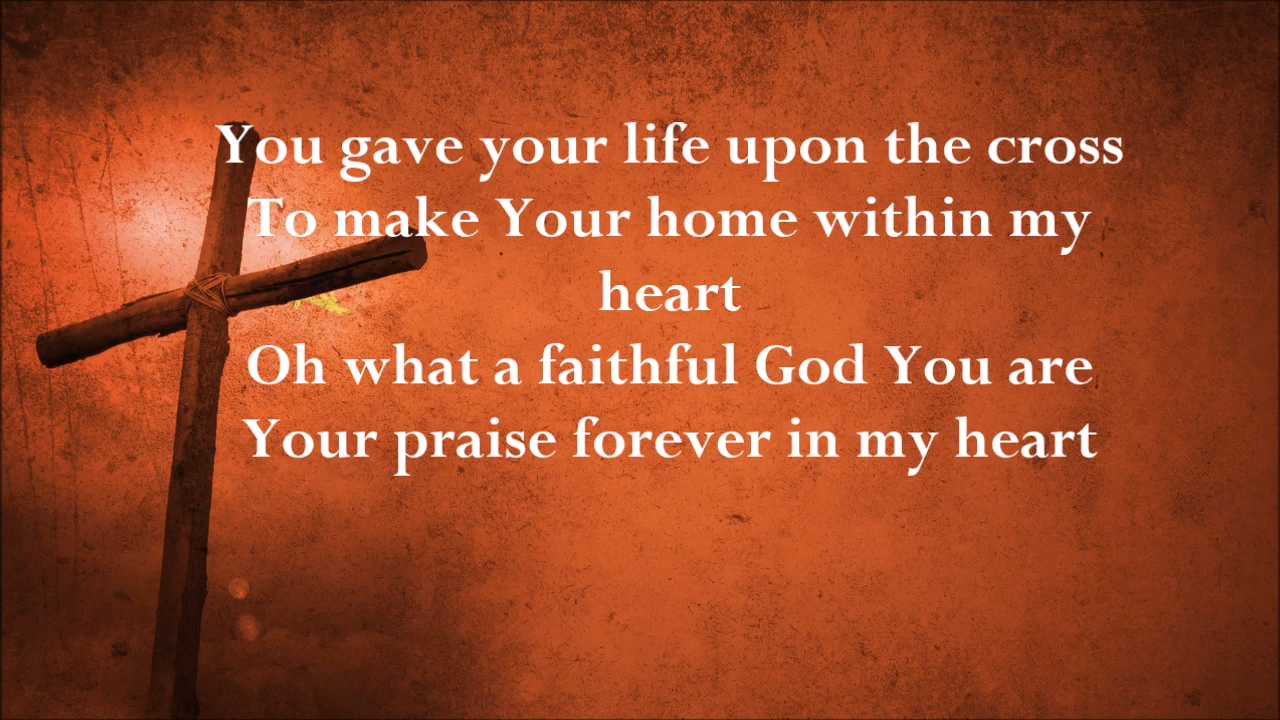 You gave your life upon the cross
To make Your home within my
heart
Oh what a faithful God You are
Your praise forever in my heart